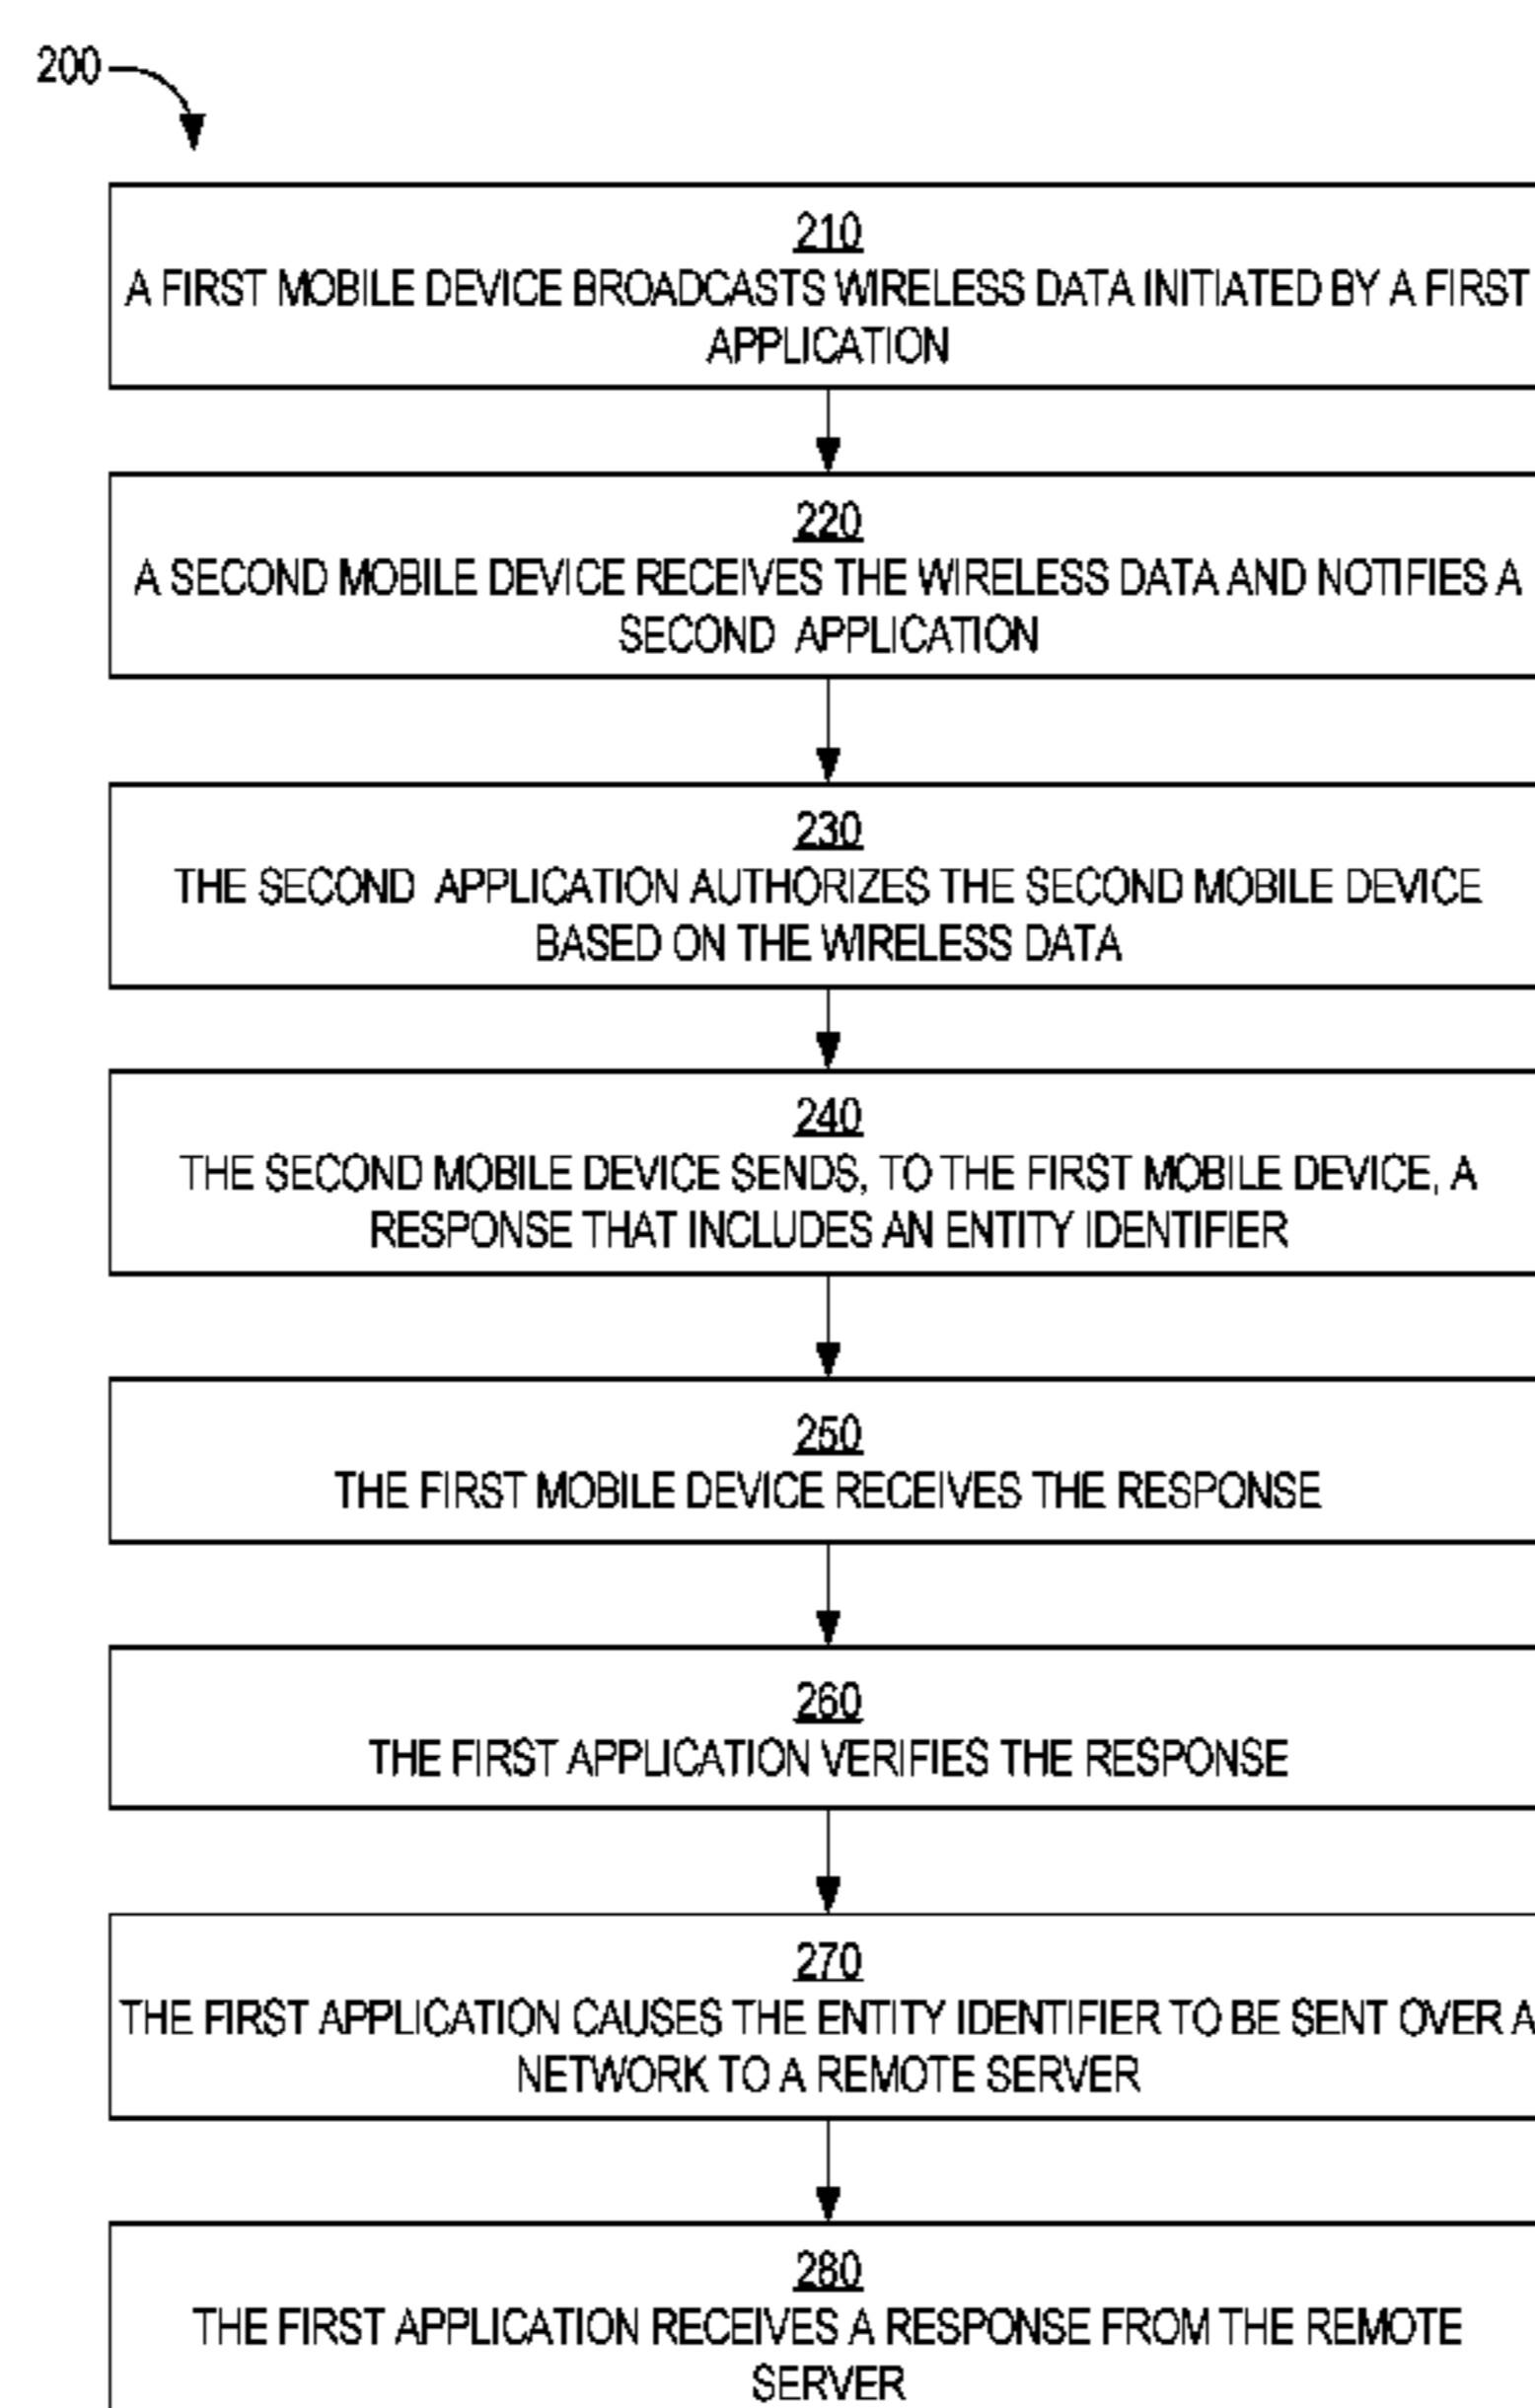 200
210
A FIRST MOBILE DEVICE BROADCASTS WIRELESS DATA INITIATED BY A FIRST
APPLICATION
220
A SECOND MOBILE DEVICE RECEIVES THE WIRELESS DATA AND NOTIFIES A
SECOND APPLICATION
230
THE SECOND APPLICATION AUTHORIZES THE SECOND MOBILE DEVICE
BASED ON THE WIRELESS DATA
240
THE SECOND MOBILE DEVICE SENDS, TO THE FIRST MOBILE DEVICE, A
RESPONSE THAT INCLUDES AN ENTITY IDENTIFIER
250
THE FIRST MOBILE DEVICE RECEIVES THE RESPONSE
260
THE FIRST APPLICATION VERIFIES THE RESPONSE
270
THE FIRST APPLICATION CAUSES THE ENTITY IDENTIFIER TO BE SENT OVER A
NETWORK TO A REMOTE SERVER
280
THE FIRST APPLICATION RECEIVES A RESPONSE FROM THE REMOTE
SERVER